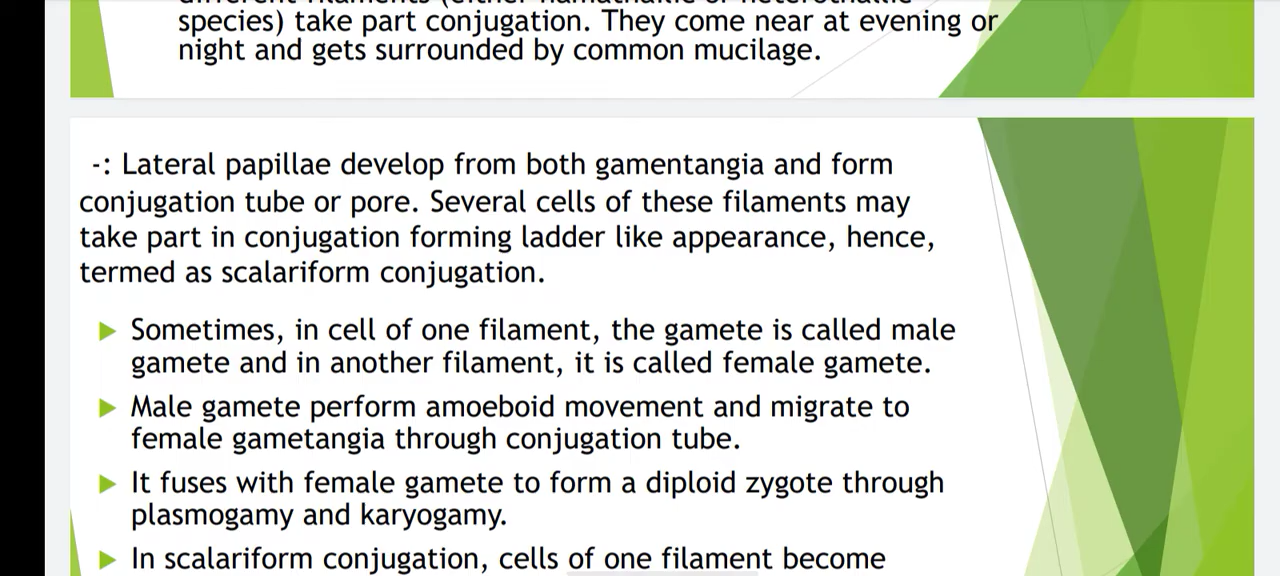 species) take part conjugation. They come near at evening or
night and gets surrounded by common mucilage.
-: Lateral papillae develop from both gamentangia and form
conjugation tube or pore. Several cells of these filaments may
take part in conjugation forming ladder like appearance, hence,
termed as scalariform conjugation.
Sometimes, in cell of one filament, the gamete is called male
gamete and in another filament, it is called female gamete.
Male gamete perform amoeboid movement and migrate to
female gametangia through conjugation tube.
It fuses with female gamete to form a diploid zygote through
plasmogamy and karyogamy.
In scalariform conjugation, cells of one filament become